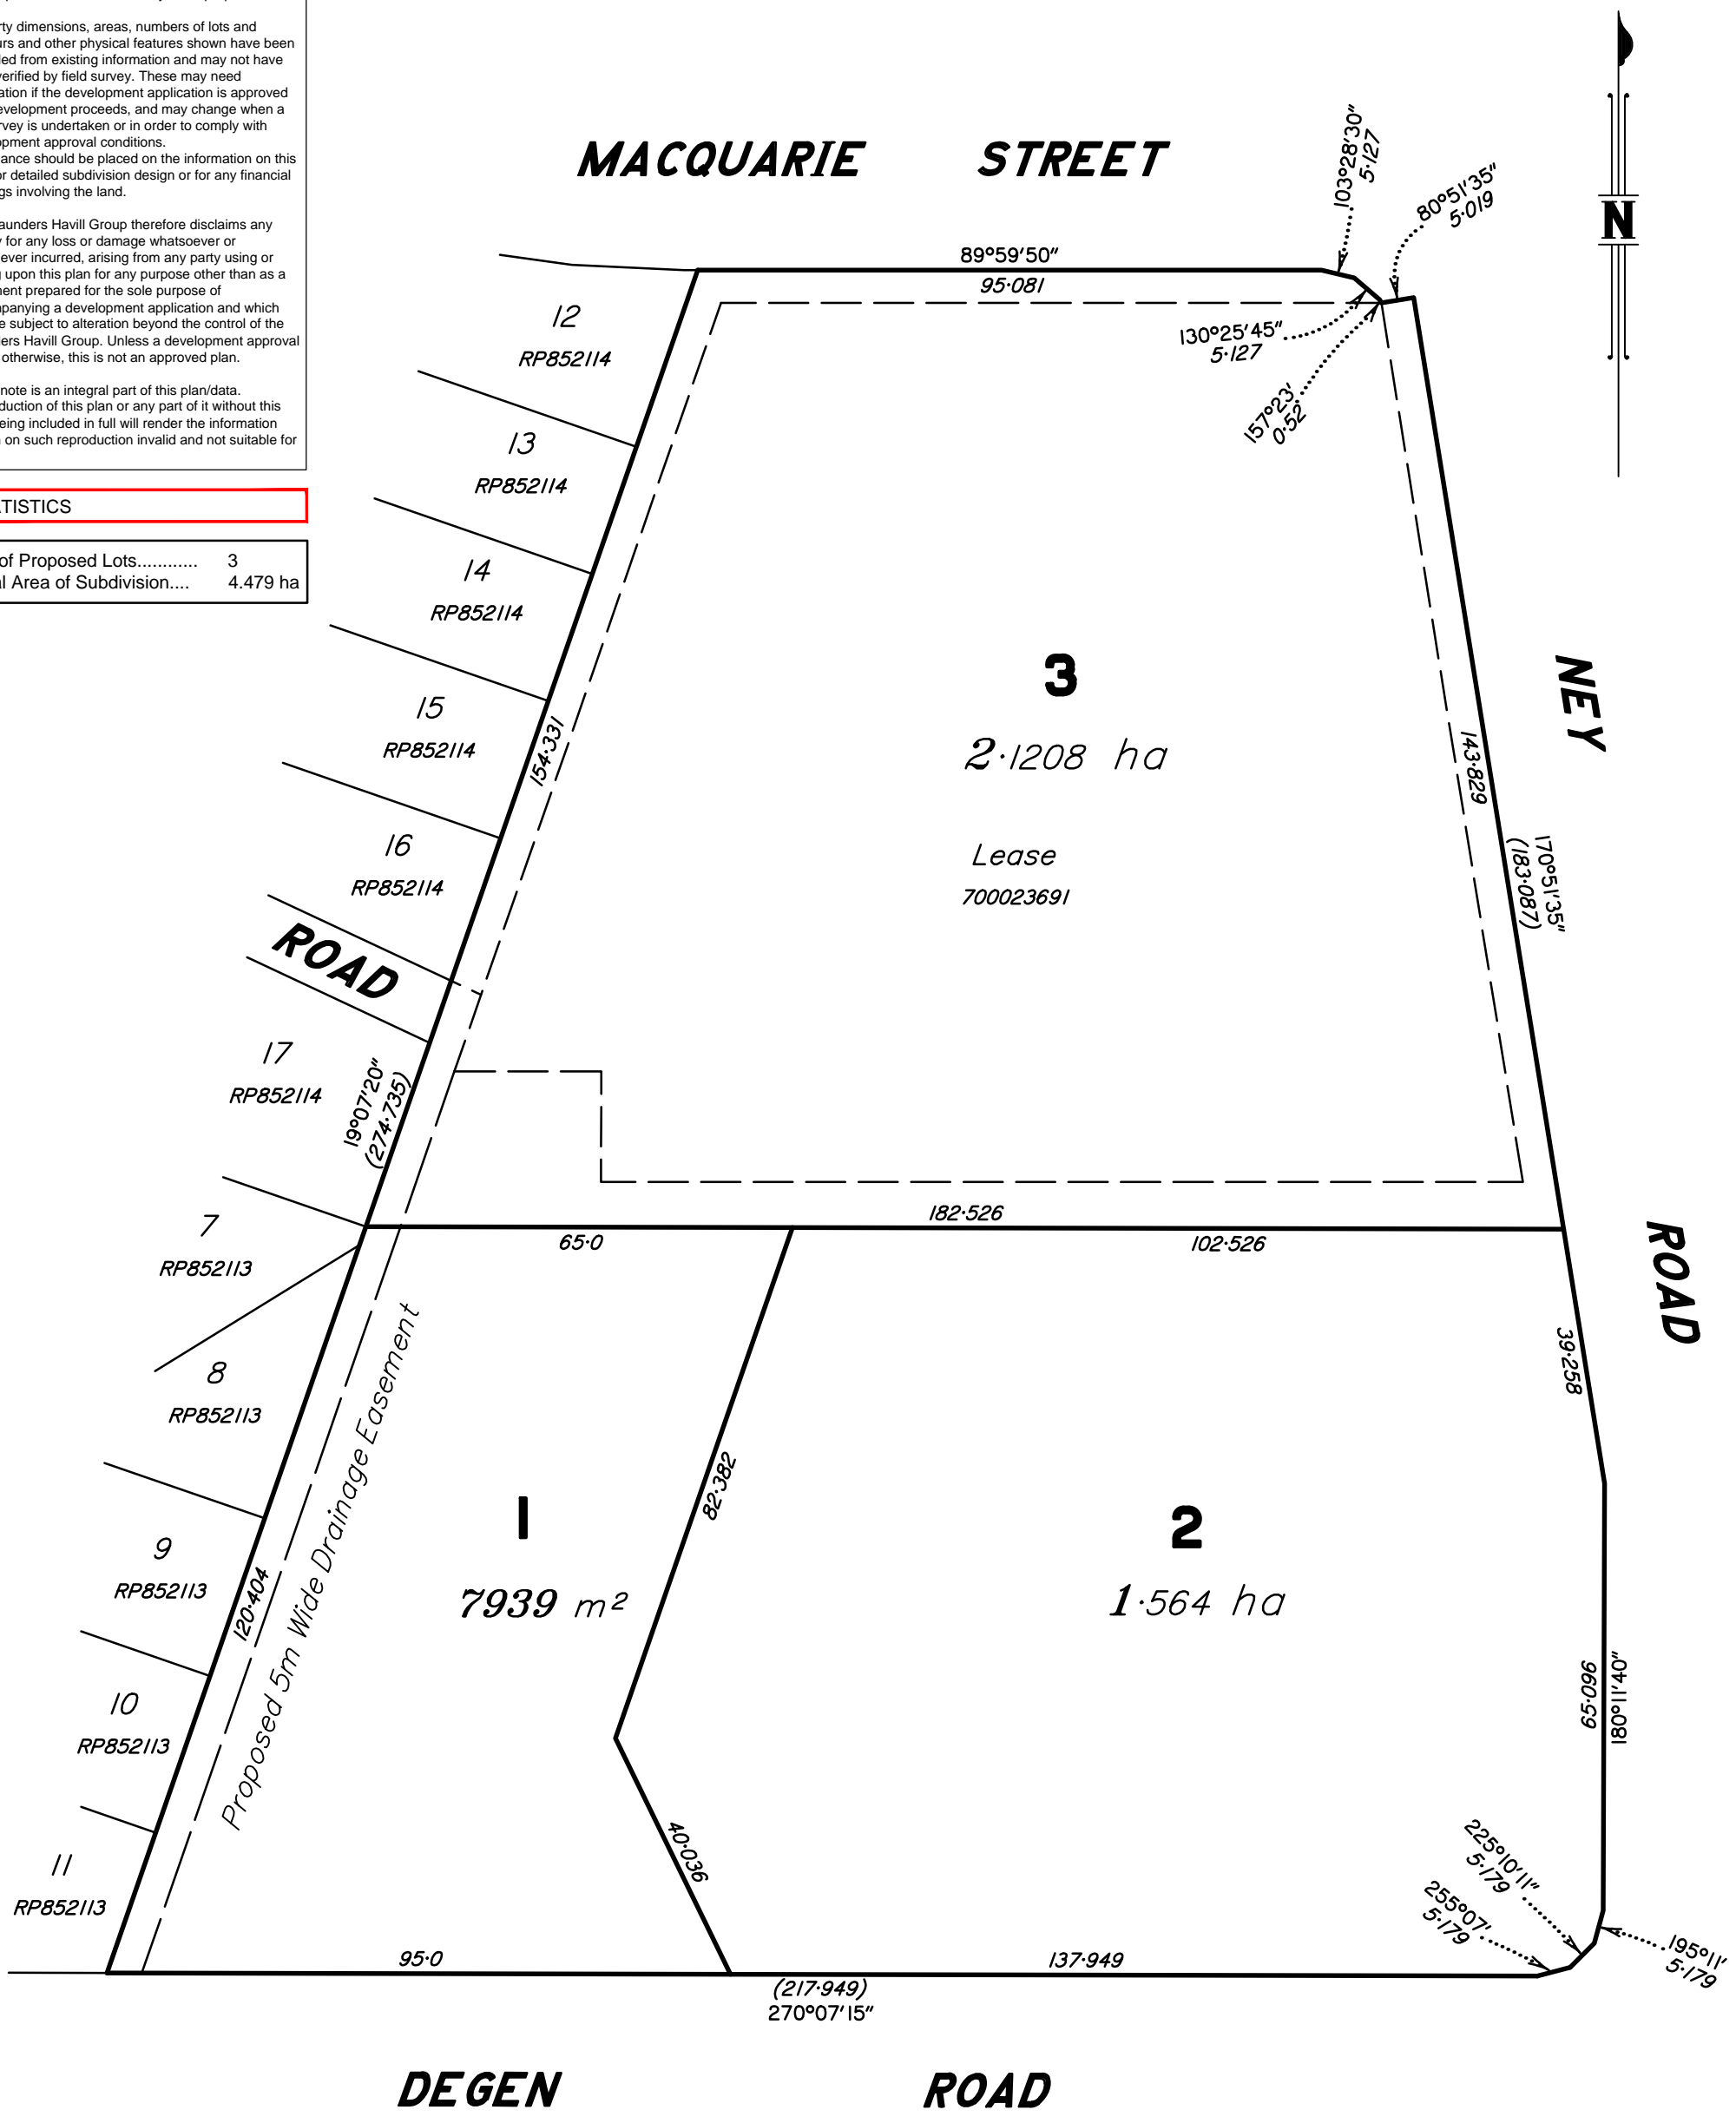 rty dimensions, areas, numbers of lots and
urs and other physical features shown have been
led from existing information and may not have
verified by field survey. These may need
ation if the development application is approved
evelopment proceeds, and may change when a
rvey is undertaken or in order to comply with
opment approval conditions.
ance should be placed on the information on this
or detailed subdivision design or for any financial
gs involving the land.
aunders Havill Group therefore disclaims any
y for any loss or damage whatsoever or
ever incurred, arising from any party using or
g upon this plan for any purpose other than as a
ment prepared for the sole purpose of
mpanying a development application and which
e subject to alteration beyond the control of the
ders Havill Group. Unless a development approval
otherwise, this is not an approved plan.
note is an integral part of this plan/data.
duction of this plan or any part of it without this
being included in full will render the information
n on such reproduction invalid and not suitable for
ATISTICS
of Proposed Lots............ 3
al Area of Subdivision.... 4.479 ha
MACQUARIE STREET
N
103°28'30"
5·127
80°51'35"
5·019
89°59'50"
95·081
130°25'45"
5·127
157°23'
0·52
12
RP852114
13
RP852114
14
RP852114
15
RP852114
16
RP852114
ROAD
17
RP852114
154·331
3
2·1208 ha
Lease
700023691
143·829
170°51'35"
(183·087)
NEY
ROAD
19°07'20"
(274·735)
182·526
65·0
102·526
39·258
7
RP852113
8
RP852113
9
RP852113
10
RP852113
11
RP852113
120·404
Proposed 5m Wide Drainage Easement
82·382
1
7939 m²
2
1·564 ha
40·036
65·096
180°11'40"
225°10'11"
5·179
255°07'
5·179
195°11'
5·179
95·0
137·949
(217·949)
270°07'15"
DEGEN ROAD